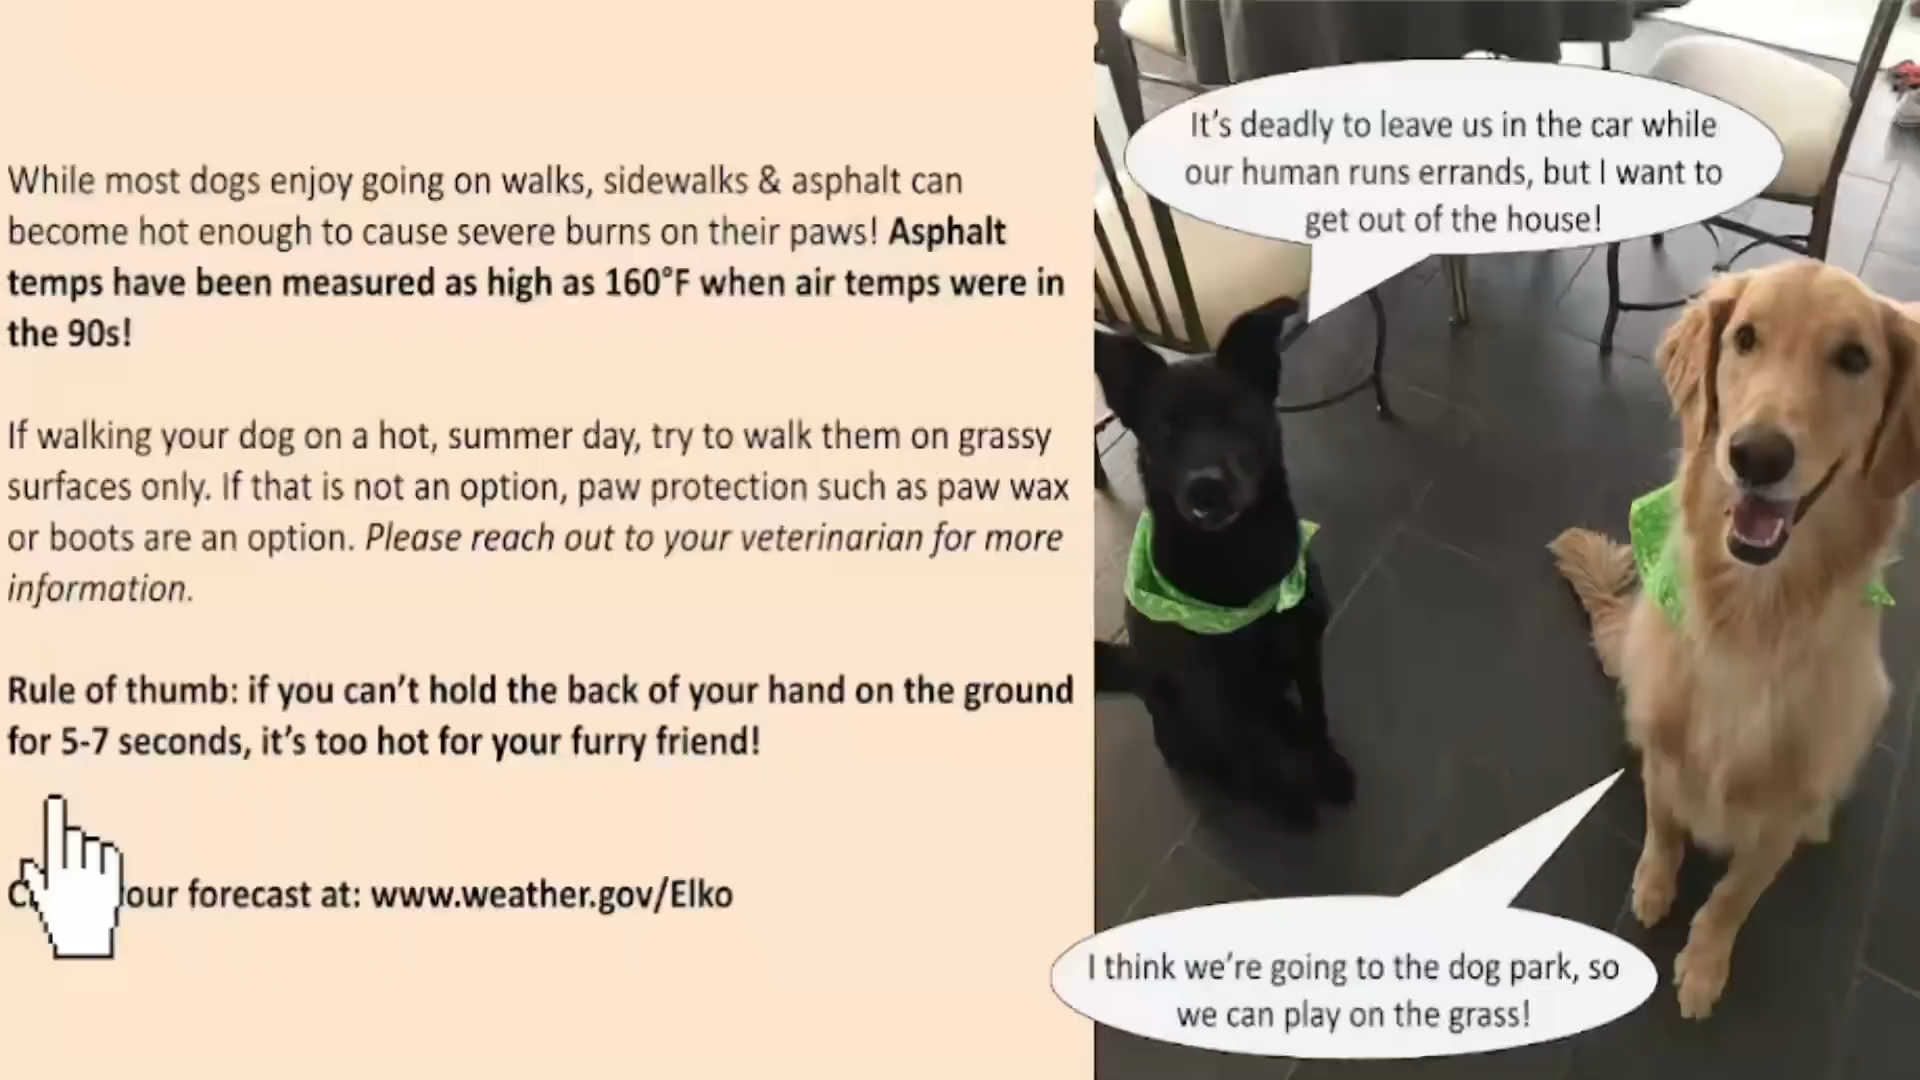 While most dogs enjoy going on walks, sidewalks & asphalt can
become hot enough to cause severe burns on their paws! Asphalt
temps have been measured as high as 160°F when air temps were in
the 90s!
If walking your dog on a hot, summer day, try to walk them on grassy
surfaces only. If that is not an option, paw protection such as paw wax
or boots are an option. Please reach out to your veterinarian for more
information.
Rule of thumb: if you can't hold the back of your hand on the ground
for 5-7 seconds, it's too hot for your furry friend!
our forecast at: www.weather.gov/Elko
It's deadly to leave us in the car while
our human runs errands, but I want to
get out of the house!
I think we're going to the dog park, so
we can play on the grass!